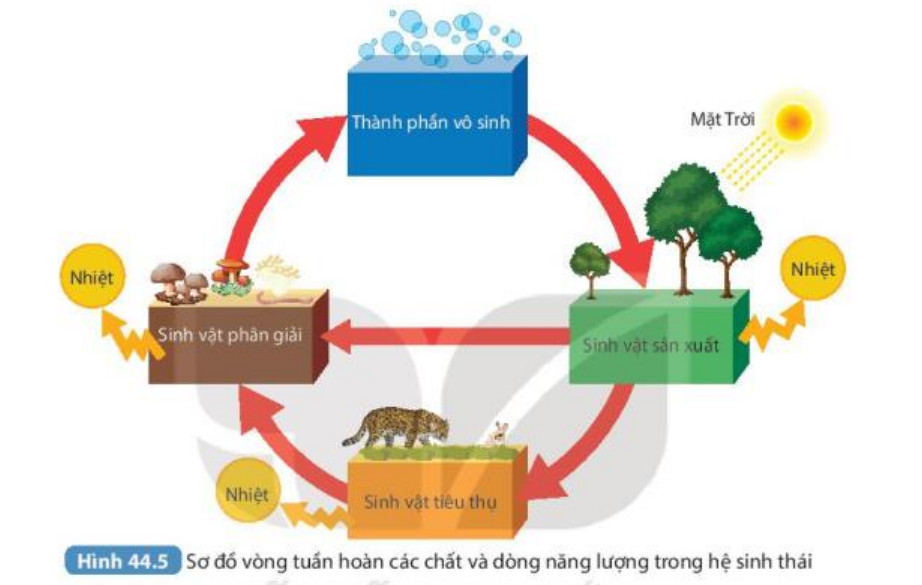 Thành phần vô sinh
Mặt Trời
Nhiệt
Nhiệt
Sinh vật phân giải
Sinh vật sản xuất
Nhiệt
Sinh vật tiêu thụ
Hình 44.5 Sơ đồ vòng tuần hoàn các chất và dòng năng lượng trong hệ sinh thái